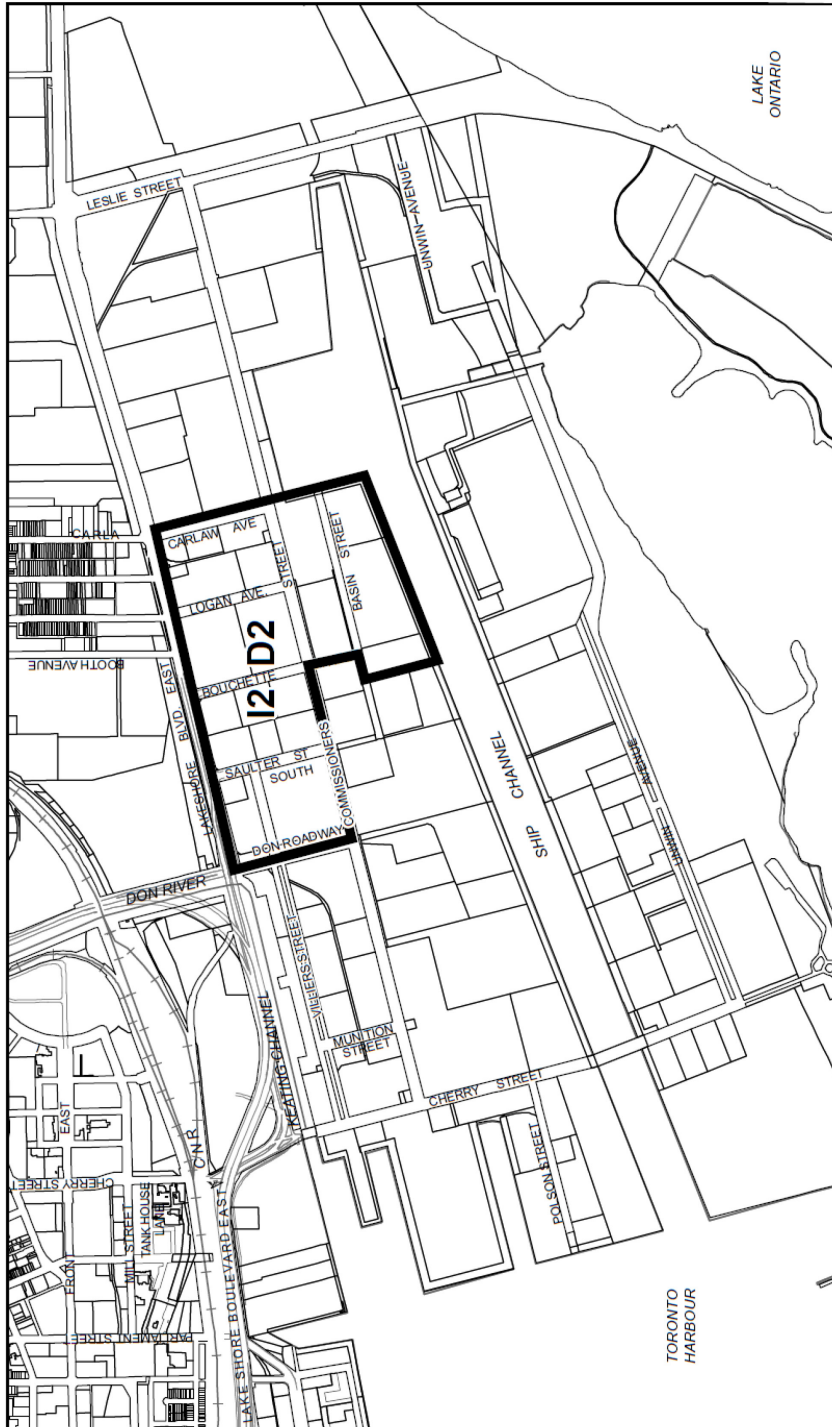 LAKE
ONTARIO
LESLIE STREET
UNWIN AVENUE
CARLA
CARLAW AVE
STREET
BASIN STREET
LOGAN AVE.
BOOTH AVENUE
LAKESHORE BLVD. EAST
BOUCHETTE
I2 D2
SAULTER ST
SOUTH
COMMISSIONERS
DON ROADWAY
SHIP CHANNEL
UNWIN AVENUE
DON RIVER
VILLIERS STREET
KEATING CHANNEL
MUNITION
STREET
CHERRY STREET
POLSON STREET
EAST
C N R
CHERRY STREET
MILL STREET
TANK HOUSE
LANE
FRONT
PARLIAMENT STREET
LAKE SHORE BOULEVARD EAST
TORONTO
HARBOUR